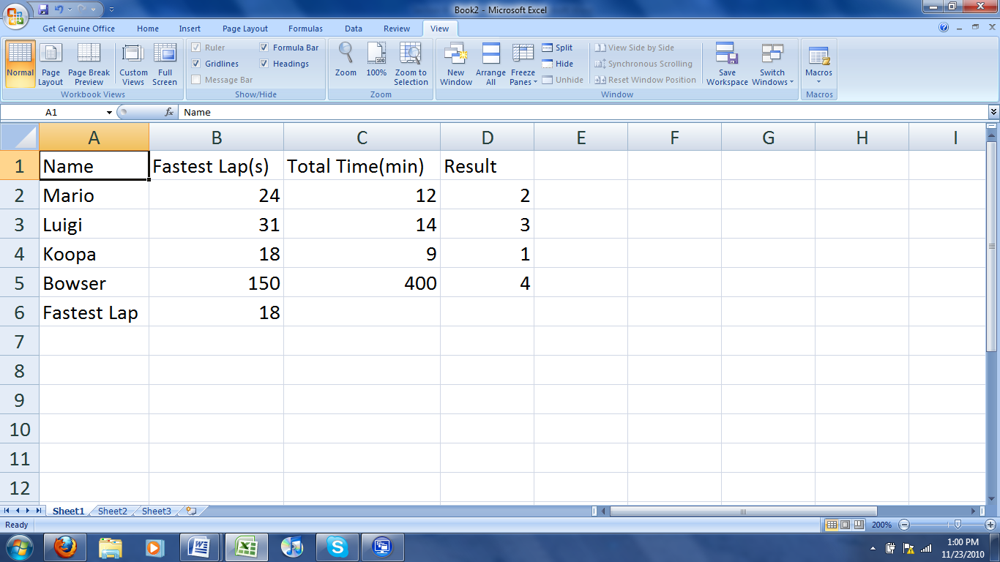 Book2 - Microsoft Excel
Get Genuine Office Home Insert Page Layout Formulas Data Review View
Normal Page Layout Page Break Preview Custom Views Full Screen
Workbook Views
Ruler Formula Bar
Gridlines Headings
Message Bar
Show/Hide
Zoom 100% Zoom to Selection
Zoom
New Window Arrange All Freeze Panes
Split View Side by Side
Hide Synchronous Scrolling
Unhide Reset Window Position
Save Workspace Switch Windows
Window
Macros
Macros
A1 fx Name
A B C D E F G H I
1 Name Fastest Lap(s) Total Time(min) Result
2 Mario 24 12 2
3 Luigi 31 14 3
4 Koopa 18 9 1
5 Bowser 150 400 4
6 Fastest Lap 18
7
8
9
10
11
12
Sheet1 Sheet2 Sheet3
Ready 200%
1:00 PM
11/23/2010